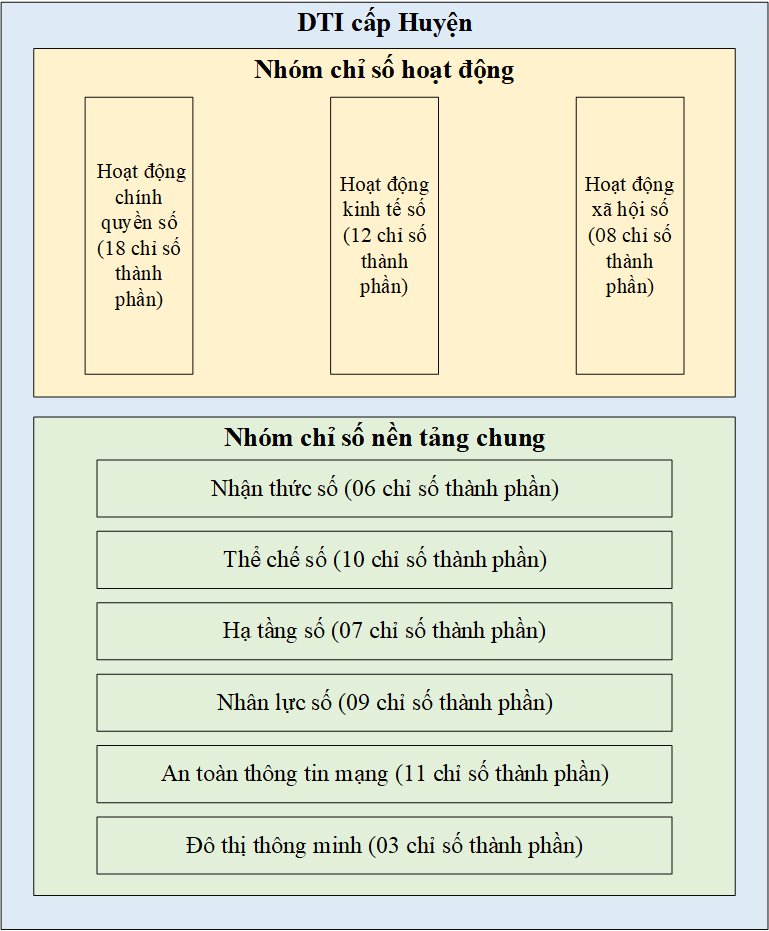 DTI cấp Huyện
Nhóm chỉ số hoạt động
Hoạt động
chính
quyền số
(18 chỉ số
thành
phần)
Hoạt động
kinh tế số
(12 chỉ số
thành
phần)
Hoạt động
xã hội số
(08 chỉ số
thành
phần)
Nhóm chỉ số nền tảng chung
Nhận thức số (06 chỉ số thành phần)
Thể chế số (10 chỉ số thành phần)
Hạ tầng số (07 chỉ số thành phần)
Nhân lực số (09 chỉ số thành phần)
An toàn thông tin mạng (11 chỉ số thành phần)
Đô thị thông minh (03 chỉ số thành phần)